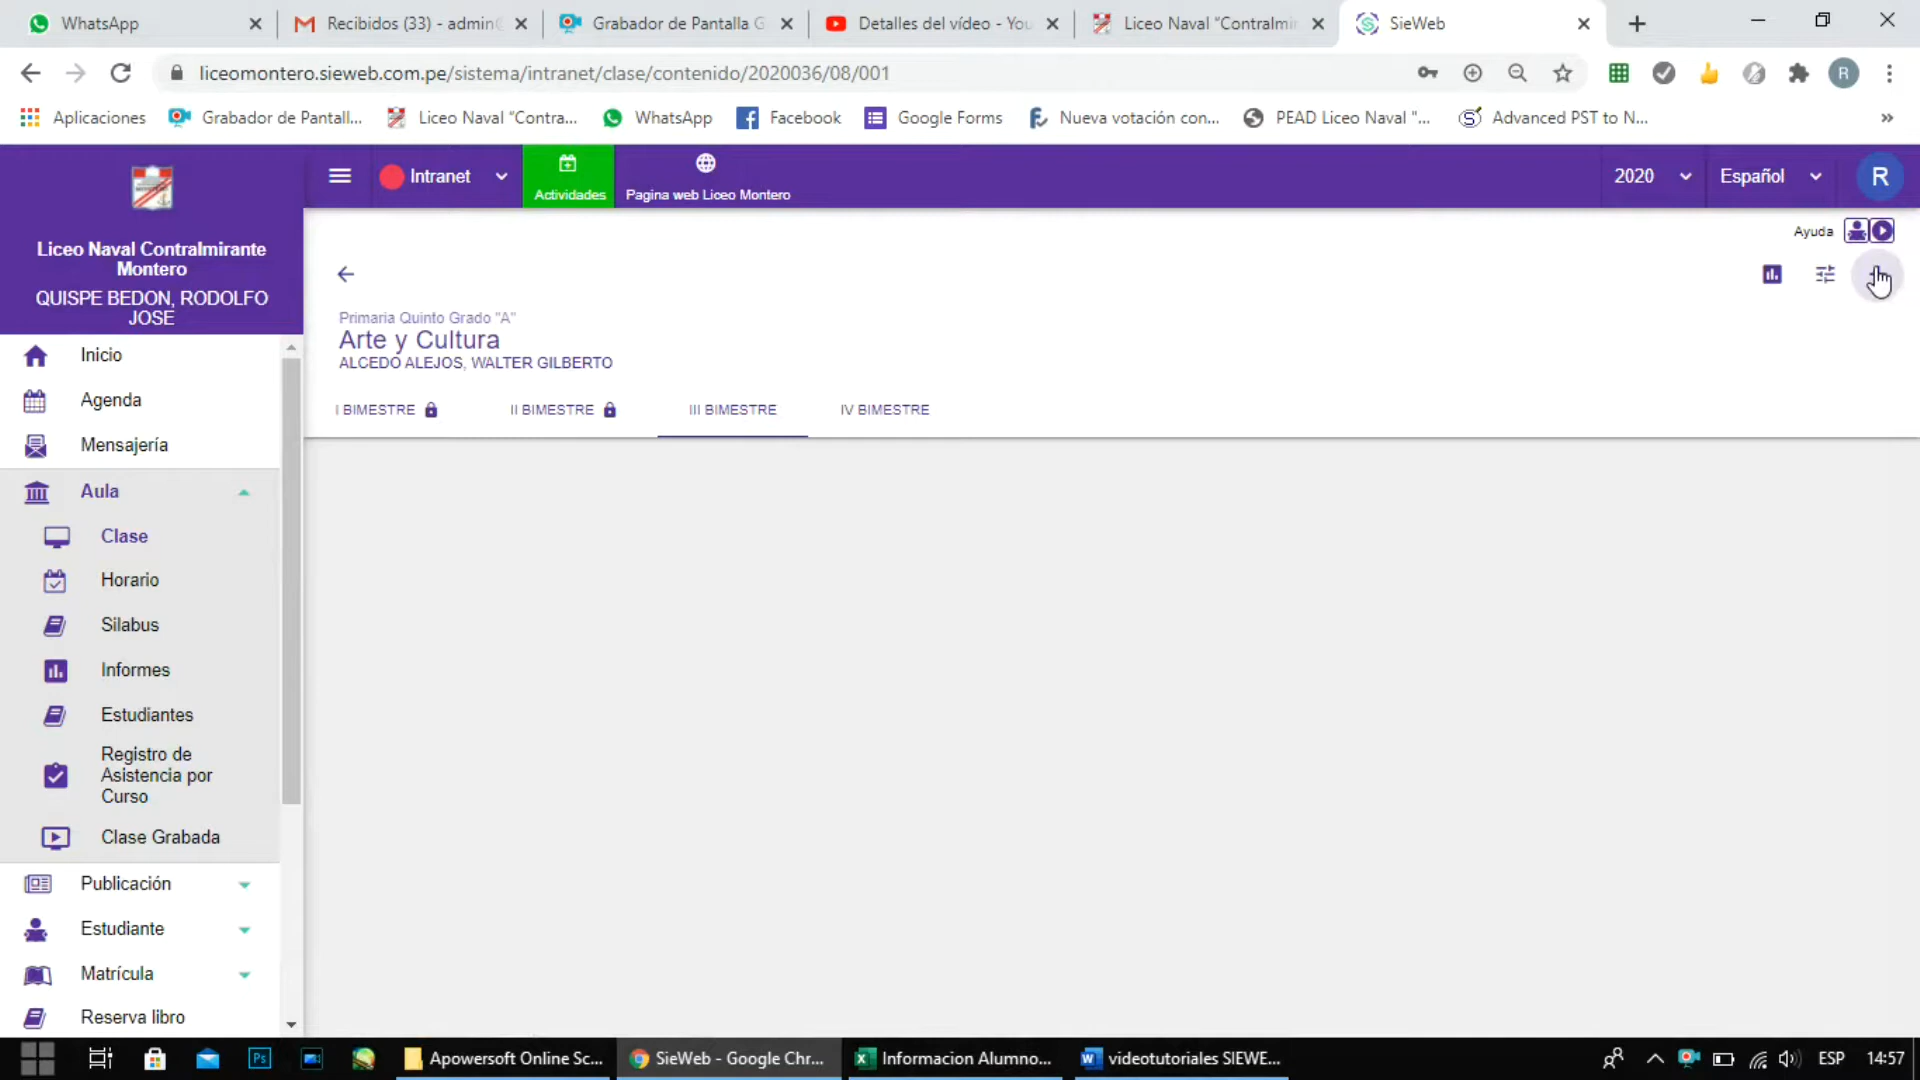 WhatsApp
Recibidos (33) - admin@
Grabador de Pantalla G
Detalles del vídeo - You
Liceo Naval "Contralmir
SieWeb
liceomontero.sieweb.com.pe/sistema/intranet/clase/contenido/2020036/08/001
R
Aplicaciones
Grabador de Pantall...
Liceo Naval "Contra...
WhatsApp
Facebook
Google Forms
Nueva votación con...
PEAD Liceo Naval "...
Advanced PST to N...
»
Intranet
Actividades
Pagina web Liceo Montero
2020
Español
R
Liceo Naval Contralmirante
Montero
QUISPE BEDON, RODOLFO
JOSE
Ayuda
Primaria Quinto Grado "A"
Arte y Cultura
ALCEDO ALEJOS, WALTER GILBERTO
I BIMESTRE
II BIMESTRE
III BIMESTRE
IV BIMESTRE
Inicio
Agenda
Mensajería
Aula
Clase
Horario
Silabus
Informes
Estudiantes
Registro de
Asistencia por
Curso
Clase Grabada
Publicación
Estudiante
Matrícula
Reserva libro
Ps
Apowersoft Online Sc...
SieWeb - Google Chr...
Informacion Alumno...
videotutoriales SIEWE...
ESP
14:57